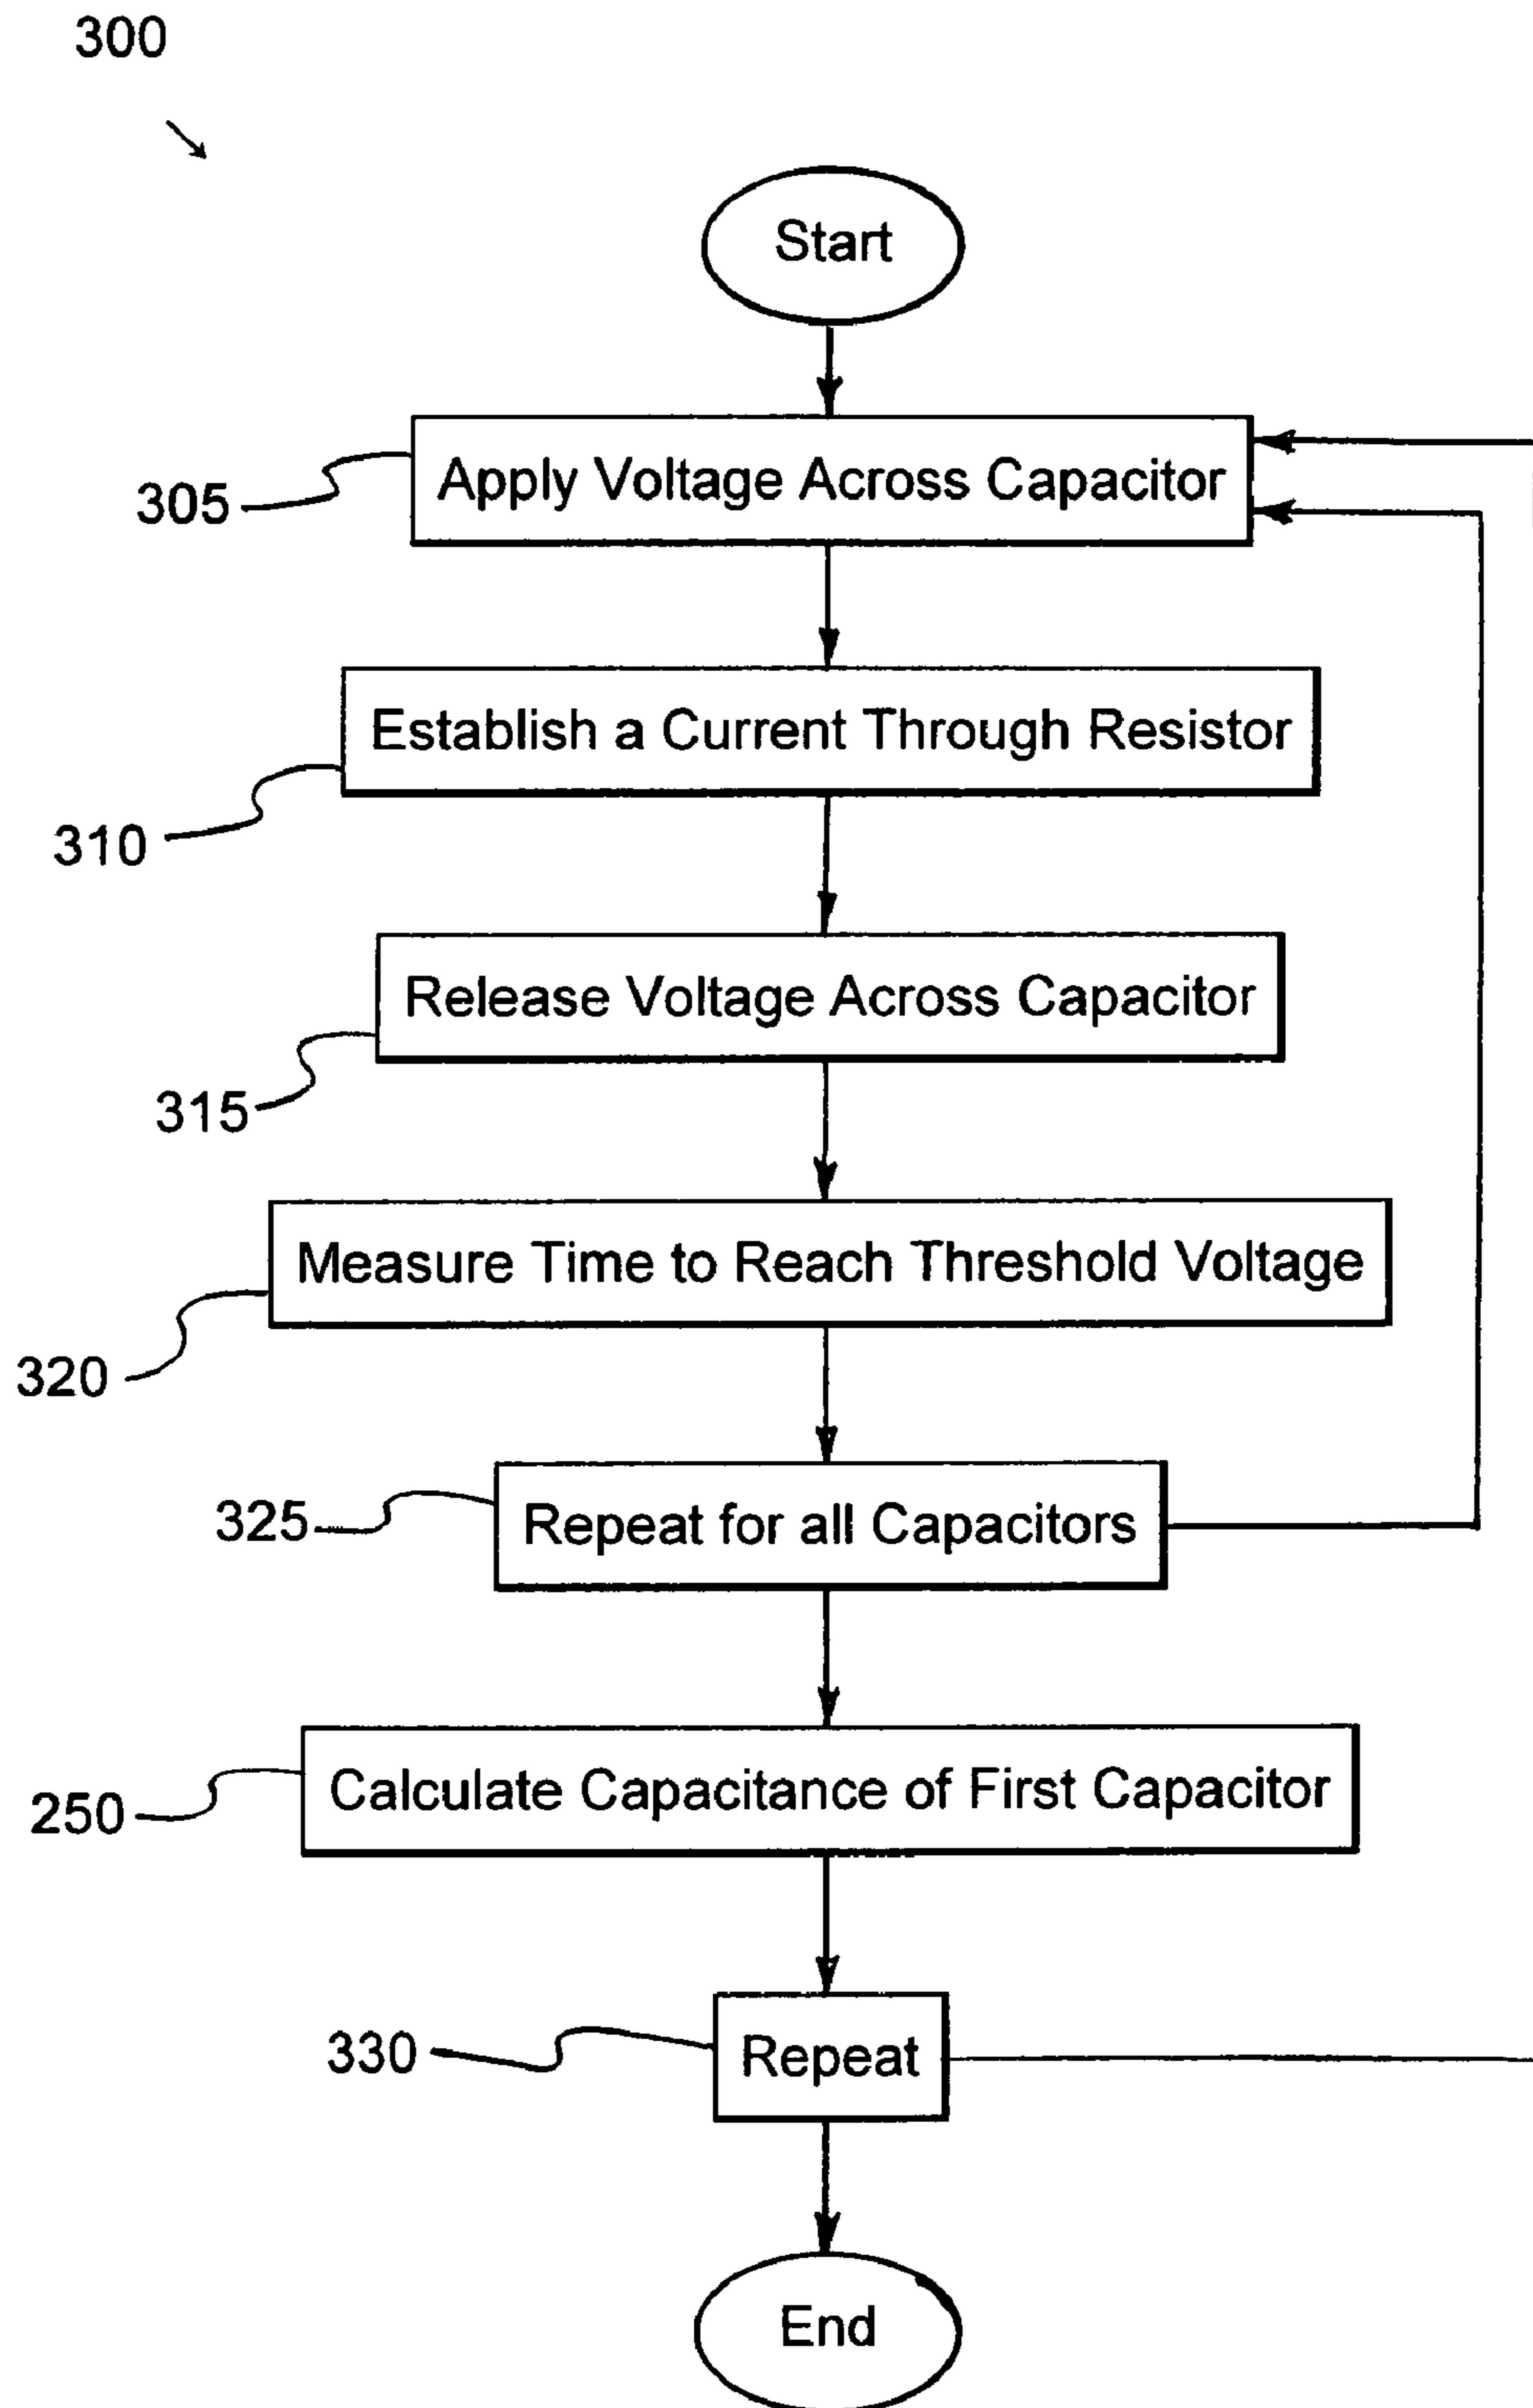 300
Start
Apply Voltage Across Capacitor
305
Establish a Current Through Resistor
310
Release Voltage Across Capacitor
315
Measure Time to Reach Threshold Voltage
320
Repeat for all Capacitors
325
Calculate Capacitance of First Capacitor
250
Repeat
330
End